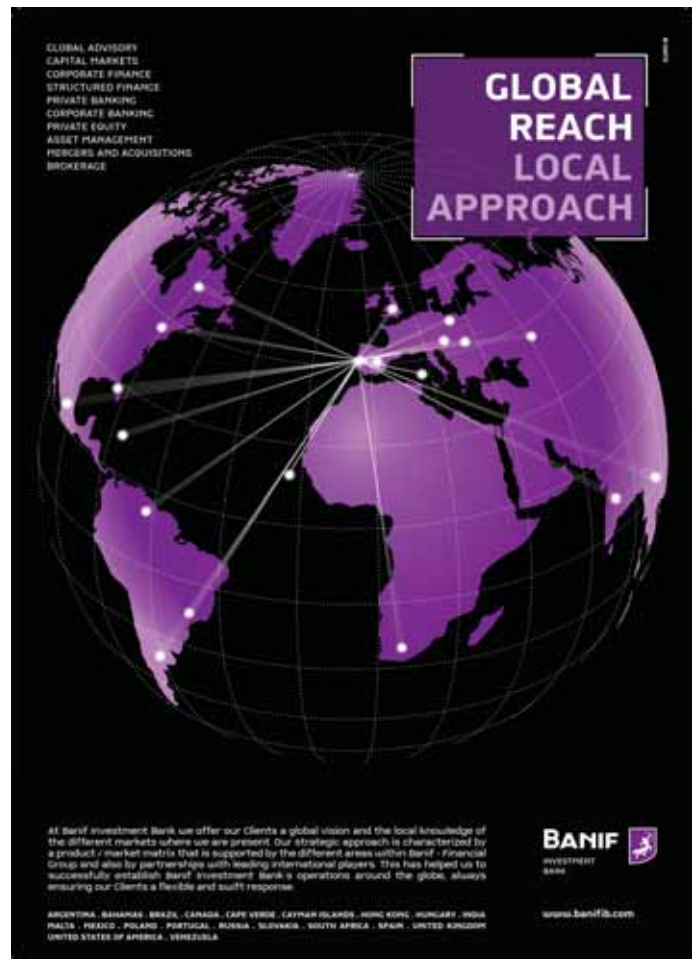 GLOBAL ADVISORY
CAPITAL MARKETS
CORPORATE FINANCE
STRUCTURED FINANCE
PRIVATE BANKING
CORPORATE BANKING
PRIVATE EQUITY
ASSET MANAGEMENT
MERGERS AND ACQUISITIONS
BROKERAGE
GLOBAL
REACH
LOCAL
APPROACH
At Banif Investment Bank we offer our Clients a global vision and the local knowledge of
the different markets where we are present. Our strategic approach is characterized by
a product / market matrix that is supported by the different areas within Banif - Financial
Group and also by partnerships with leading international players. This has helped us to
successfully establish Banif Investment Bank's operations around the globe, always
ensuring our Clients a flexible and swift response.
ARGENTINA . BAHAMAS . BRAZIL . CANADA . CAPE VERDE . CAYMAN ISLANDS . HONG KONG . HUNGARY . INDIA
MALTA . MEXICO . POLAND . PORTUGAL . RUSSIA . SLOVAKIA . SOUTH AFRICA . SPAIN . UNITED KINGDOM
UNITED STATES OF AMERICA . VENEZUELA
BANIF
INVESTMENT
BANK
www.banifib.com